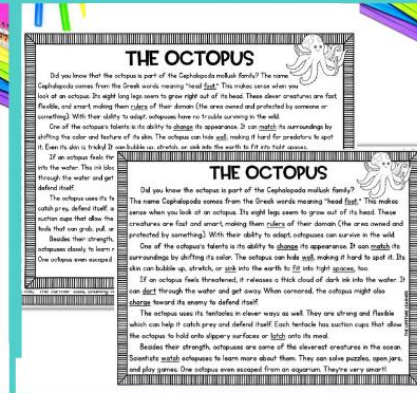 THE OCTOPUS
Did you know that the octopus is part of the Cephalopoda mollusk family? The name
Cephalopoda comes from the Greek words meaning "head foot." This makes sense when you
look at an octopus. Its eight long legs seem to grow right out of its head. These clever creatures are fast
flexible, and smart, making them rulers of their domain (the area owned and protected by someone or
something). With their ability to adapt, octopuses have no trouble surviving in the wild.
One of the octopus's talents is its ability to change its appearance. It can match its surroundings by
shifting the color and texture of its skin. The octopus can hide well, making it hard for predators to spot
it. Even its skin is tricky! It can bubble up, stretch, or sink into the earth to fit into tight spaces.
If an octopus feels thr
into the water. This ink bloc
through the water and get
defend itself.
The octopus uses its te
catch prey, defend itself, a
suction cups that allow the
tools that can grab, pull, or
Besides their strength,
octopuses closely to learn r
One octopus even escaped
THE OCTOPUS
Did you know that the octopus is part of the Cephalopoda mollusk family?
The name Cephalopoda comes from the Greek words meaning "head foot." This makes
sense when you look at an octopus. Its eight legs seem to grow out of its head. These
creatures are fast and smart, making them rulers of their domain (the area owned and
protected by something). With their ability to adapt, octopuses can survive in the wild.
One of the octopus's talents is its ability to change its appearance. It can match its
surroundings by shifting its color. The octopus can hide well, making it hard to spot it. Its
skin can bubble up, stretch, or sink into the earth to fit into tight spaces, too.
If an octopus feels threatened, it releases a thick cloud of dark ink into the water. It
can dart through the water and get away. When cornered, the octopus might also
charge toward its enemy to defend itself.
The octopus uses its tentacles in clever ways as well. They are strong and flexible
which can help it catch prey and defend itself. Each tentacle has suction cups that allow
the octopus to hold onto slippery surfaces or latch onto its meal.
Besides their strength, octopuses are some of the cleverest creatures in the ocean.
Scientists watch octopuses to learn more about them. They can solve puzzles, open jars,
and play games. One octopus even escaped from an aquarium. They're very smart!